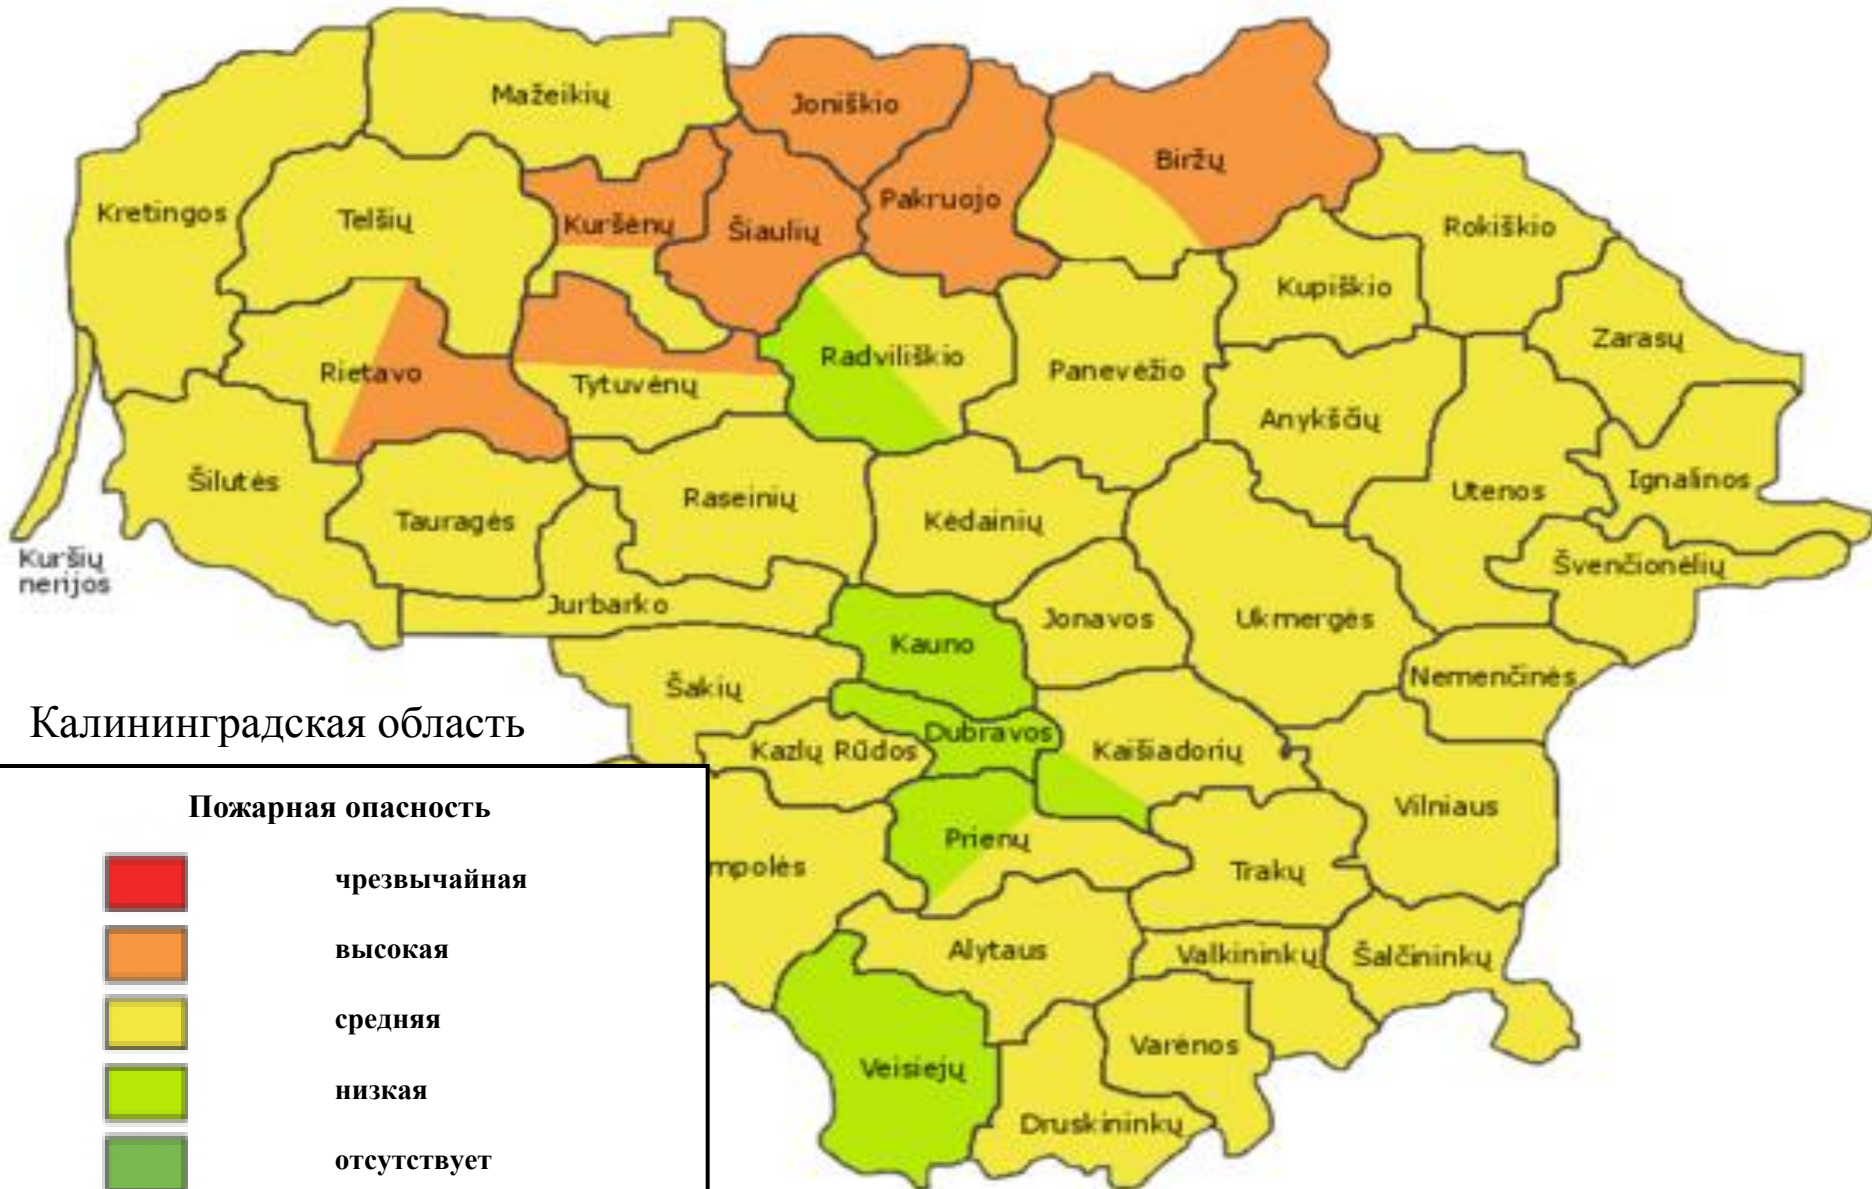 Mažeikių
Joniškio
Biržų
Kretingos
Telšių
Kuršėnų
Šiaulių
Pakruojo
Rokiškio
Kupiškio
Zarasų
Rietavo
Tytuvėnų
Radviliškio
Panevėžio
Anykščių
Utenos
Ignalinos
Šilutės
Tauragės
Raseinių
Kėdainių
Švenčionėlių
Kuršių
nerijos
Jurbarko
Kauno
Jonavos
Ukmergės
Nemenčinės
Šakių
Kazlų Rūdos
Dubravos
Kaišiadorių
Vilniaus
Калининградская область
Prienų
Trakų
mpolės
Alytaus
Valkininkų
Šalčininkų
Veisiejų
Varėnos
Druskininkų
Пожарная опасность
чрезвычайная
высокая
средняя
низкая
отсутствует